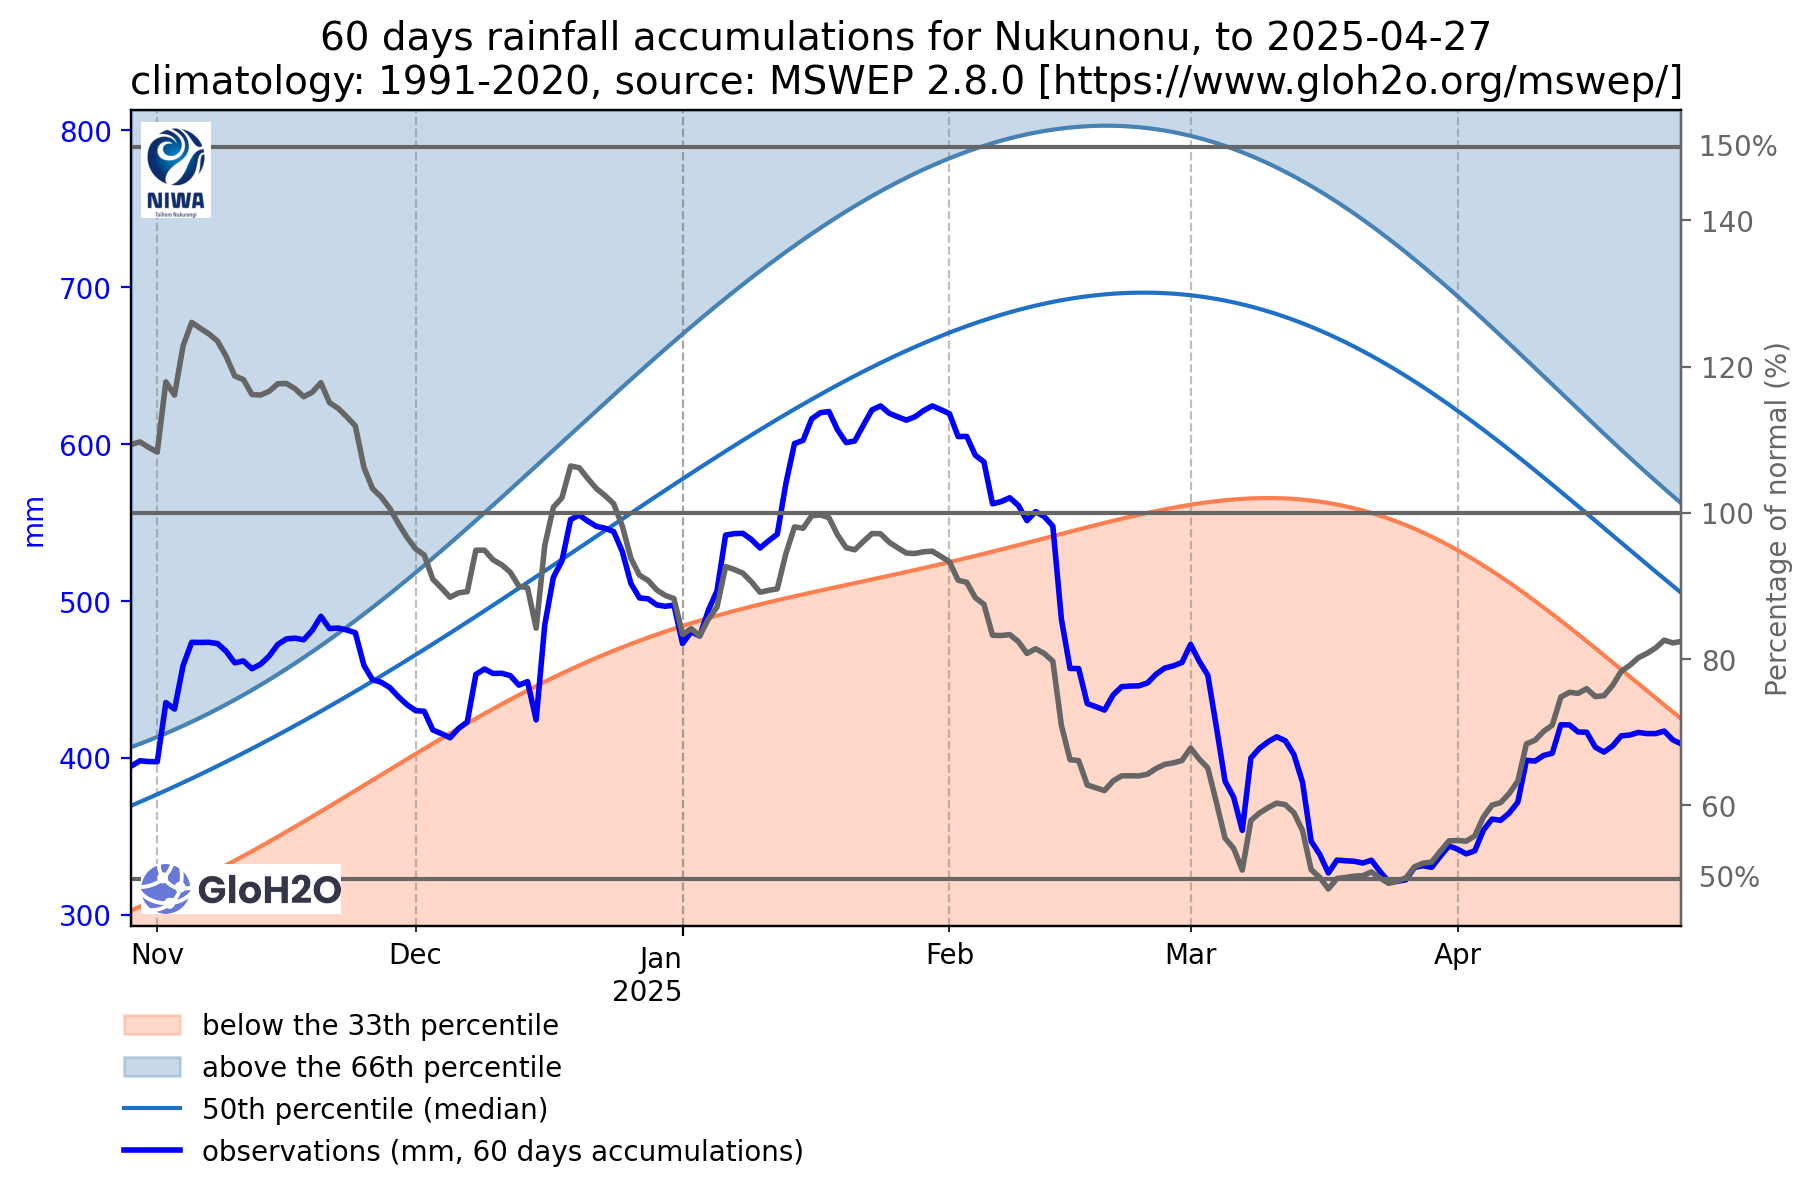 60 days rainfall accumulations for Nukunonu, to 2025-04-27
climatology: 1991-2020, source: MSWEP 2.8.0 [https://www.gloh2o.org/mswep/]
800
700
600
500
400
300
mm
NIWA
Taihoro Nukurangi
GloH2O
150%
140
120
100
80
60
50%
Percentage of normal (%)
Nov
Dec
Jan
2025
Feb
Mar
Apr
below the 33th percentile
above the 66th percentile
50th percentile (median)
observations (mm, 60 days accumulations)